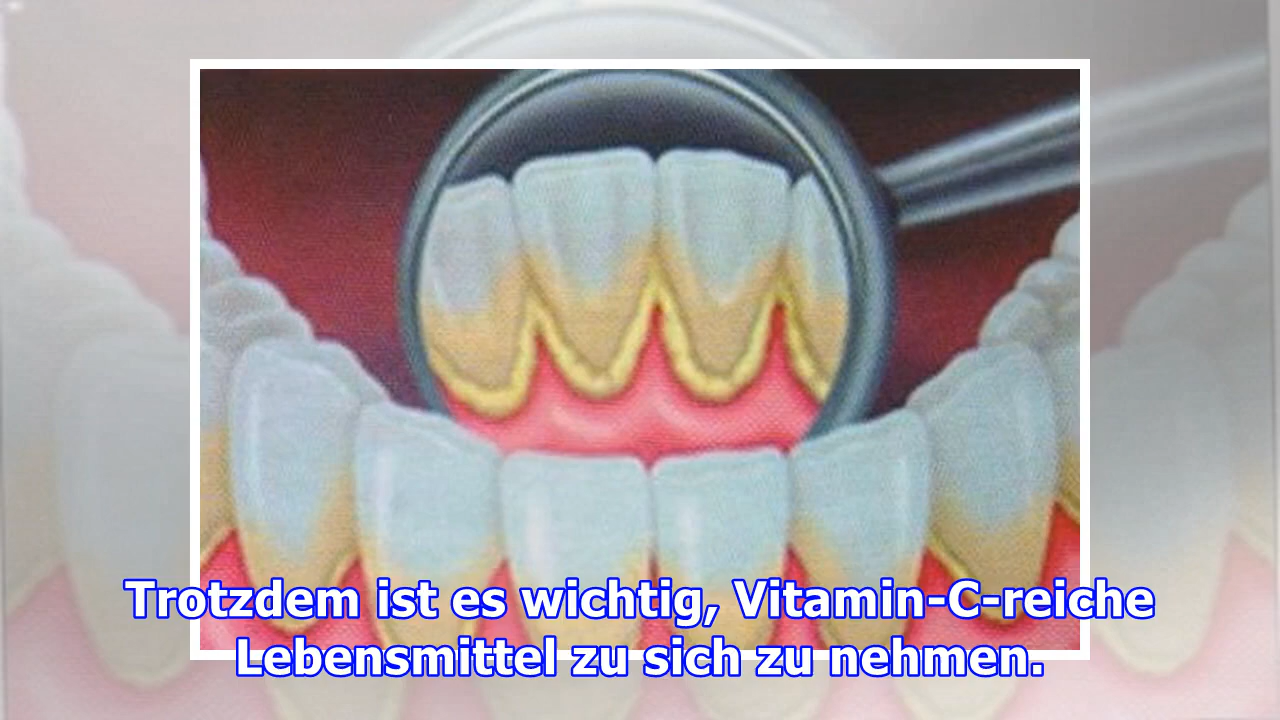 Trotzdem ist es wichtig, Vitamin-C-reiche
Lebensmittel zu sich zu nehmen.